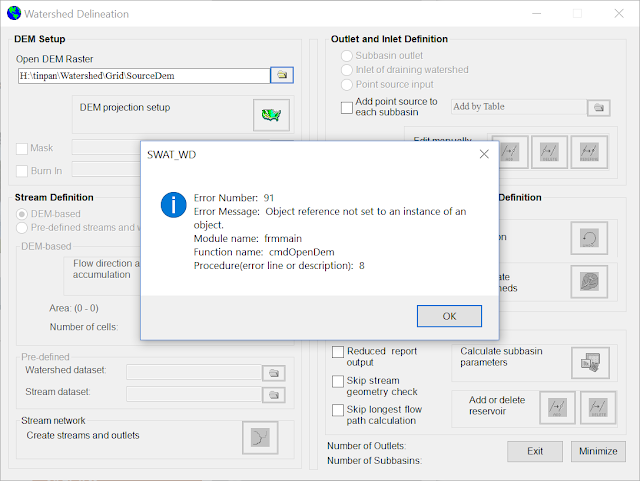 Watershed Delineation
DEM Setup
Open DEM Raster
H:\tinpan\Watershed\Grid\SourceDem
DEM projection setup
Mask
Burn In
Stream Definition
DEM-based
Pre-defined streams and w
DEM-based
Flow direction a
accumulation
Area: (0 - 0)
Number of cells:
Pre-defined
Watershed dataset:
Stream dataset:
Stream network
Create streams and outlets
Outlet and Inlet Definition
Subbasin outlet
Inlet of draining watershed
Point source input
Add point source to
each subbasin
Add by Table
Edit manually
SWAT_WD
Error Number: 91
Error Message: Object reference not set to an instance of an
object.
Module name: frmmain
Function name: cmdOpenDem
Procedure(error line or description): 8
OK
Definition
on
ate
neds
Reduced report
output
Skip stream
geometry check
Skip longest flow
path calculation
Calculate subbasin
parameters
Add or delete
reservoir
Number of Outlets:
Number of Subbasins:
Exit
Minimize